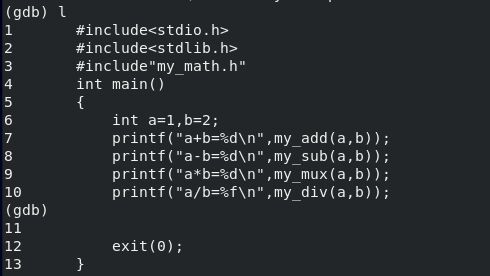 (gdb) l
1       #include<stdio.h>
2       #include<stdlib.h>
3       #include"my_math.h"
4       int main()
5       {
6           int a=1,b=2;
7           printf("a+b=%d\n",my_add(a,b));
8           printf("a-b=%d\n",my_sub(a,b));
9           printf("a*b=%d\n",my_mux(a,b));
10          printf("a/b=%f\n",my_div(a,b));
(gdb)
11
12          exit(0);
13      }